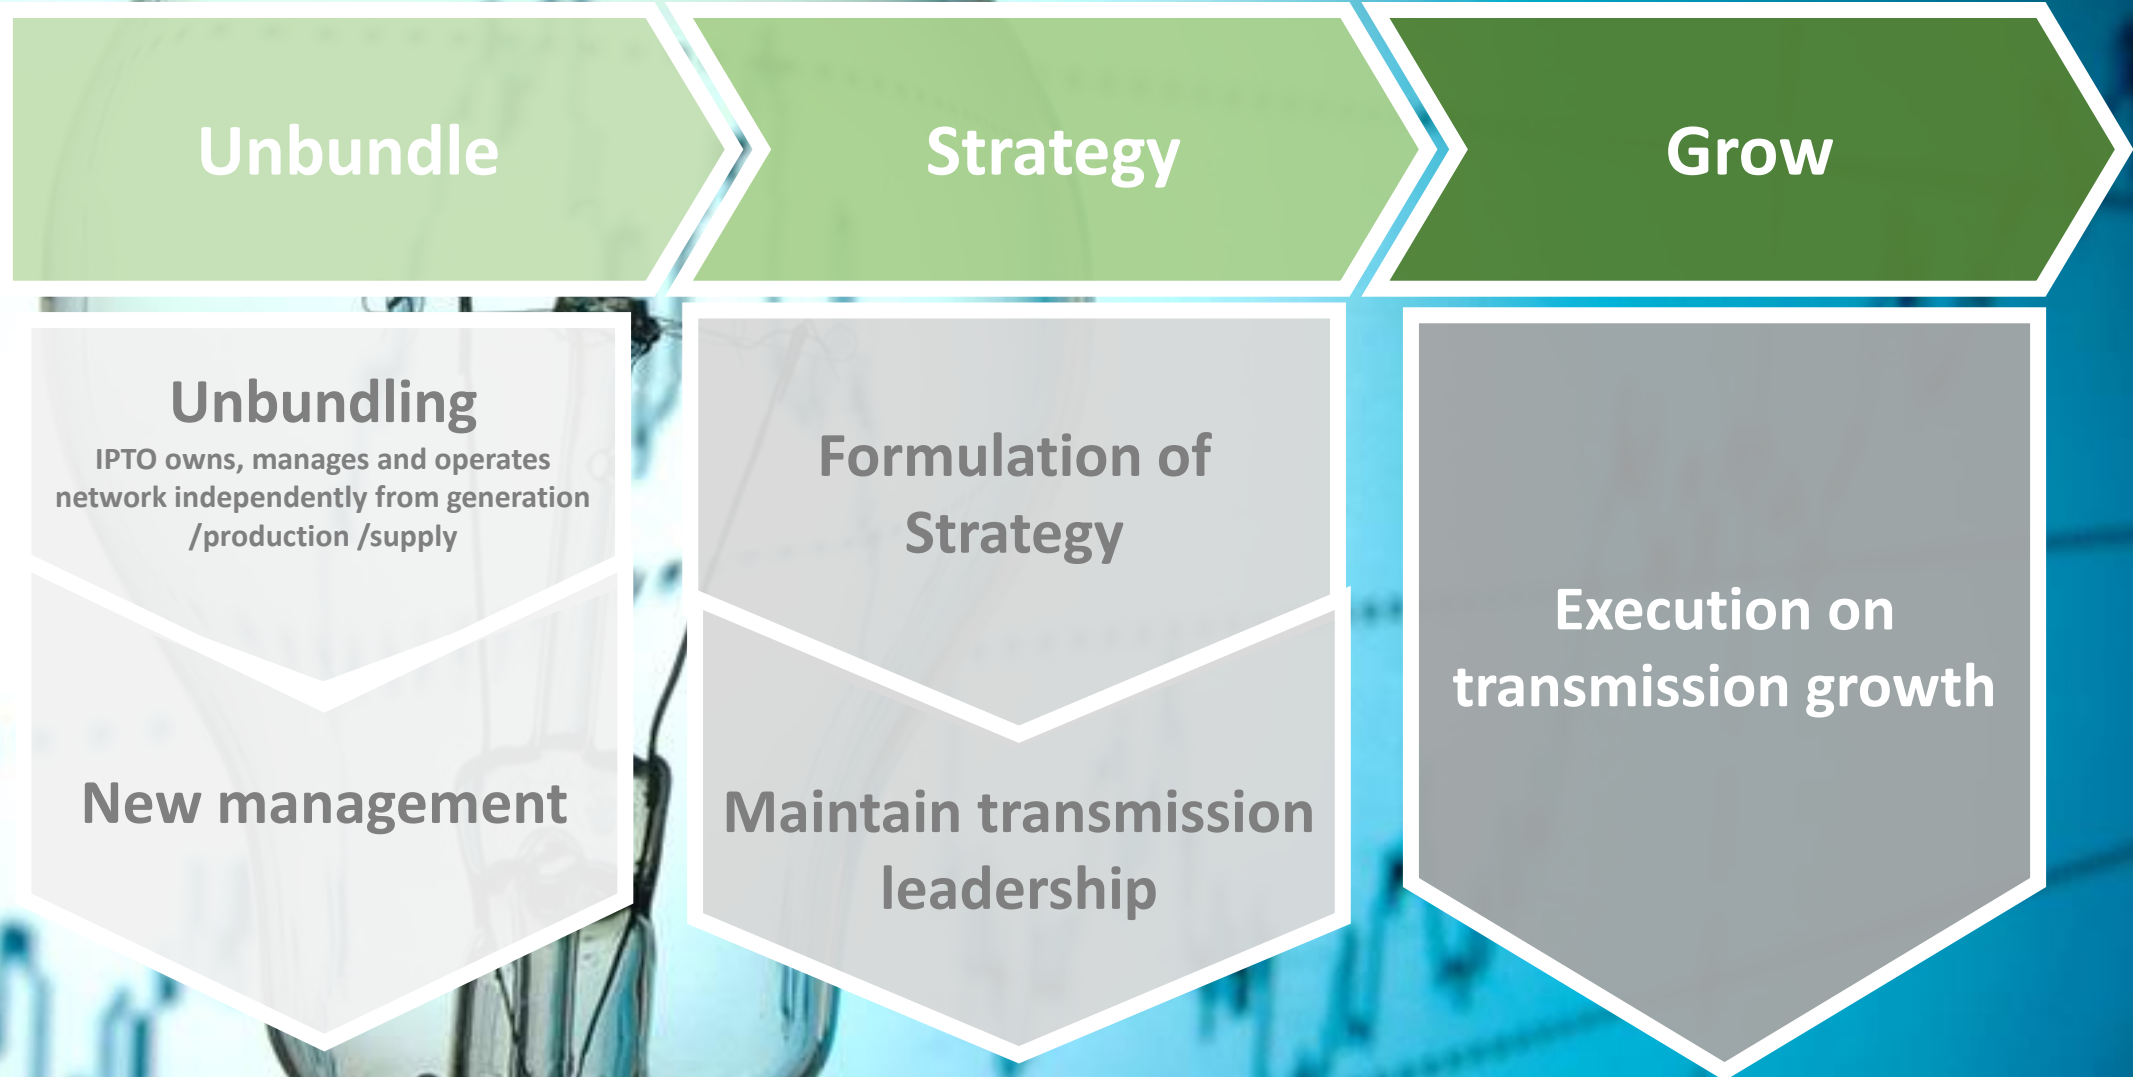 Unbundle
Strategy
Grow
Unbundling
IPTO owns, manages and operates
network independently from generation
/production /supply
New management
Formulation of
Strategy
Maintain transmission
leadership
Execution on
transmission growth